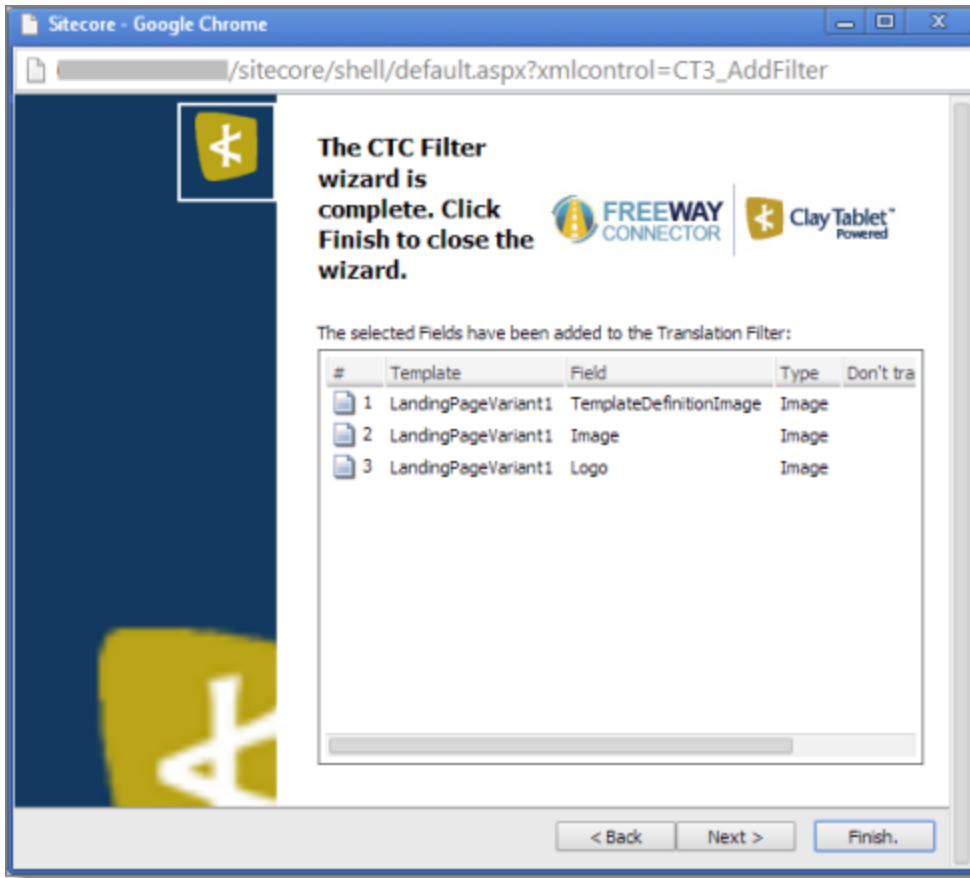 Sitecore - Google Chrome
/sitecore/shell/default.aspx?xmlcontrol=CT3_AddFilter
The CTC Filter
wizard is
complete. Click
Finish to close the
wizard.
FREEWAY
CONNECTOR
Clay Tablet™
Powered
The selected Fields have been added to the Translation Filter:
# Template Field Type Don't tra
1 LandingPageVariant1 TemplateDefinitionImage Image
2 LandingPageVariant1 Image Image
3 LandingPageVariant1 Logo Image
< Back Next > Finish.